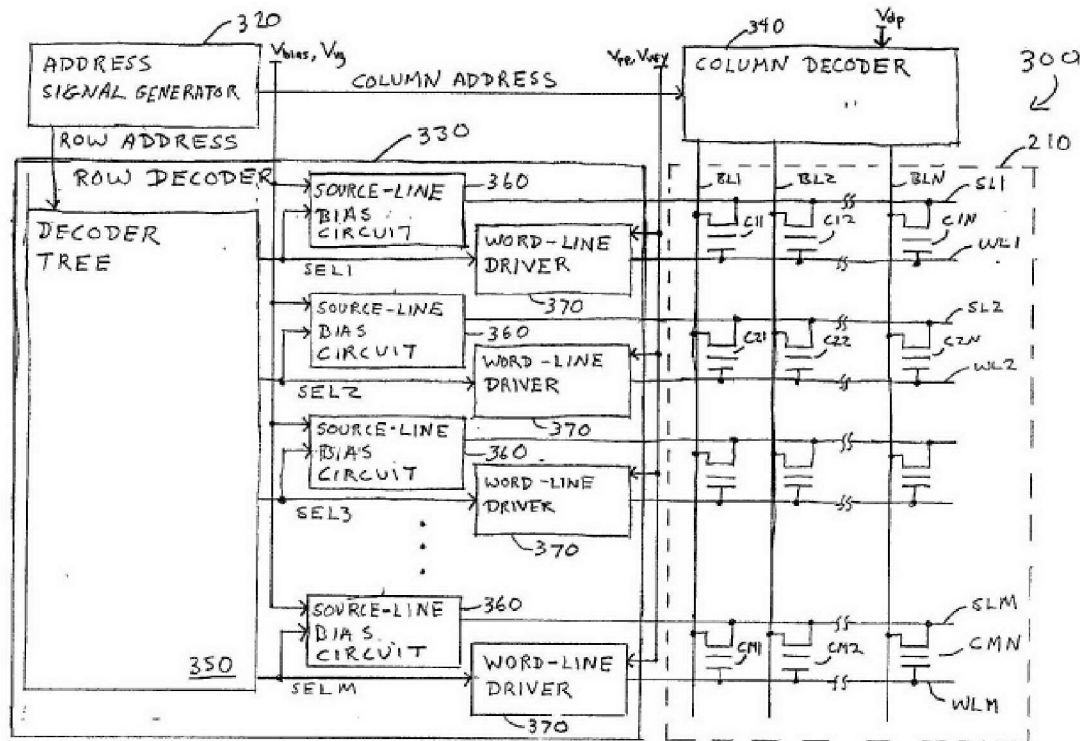 320
ADDRESS
SIGNAL GENERATOR
Vbias, Vvg
COLUMN ADDRESS
340
Vdp
COLUMN DECODER
300
ROW ADDRESS
330
210
ROW DECODER
DECODER
TREE
350
SOURCE-LINE
BIAS
CIRCUIT
360
WORD-LINE
DRIVER
370
SEL1
BL1
BL2
BLN
SL1
C11
C12
C1N
WL1
SOURCE-LINE
BIAS
CIRCUIT
360
WORD-LINE
DRIVER
370
SEL2
SL2
C21
C22
C2N
WL2
SOURCE-LINE
BIAS
CIRCUIT
360
WORD-LINE
DRIVER
370
SEL3
SOURCE-LINE
BIAS
CIRCUIT
360
WORD-LINE
DRIVER
370
SELM
SLM
CM1
CM2
CMN
WLM